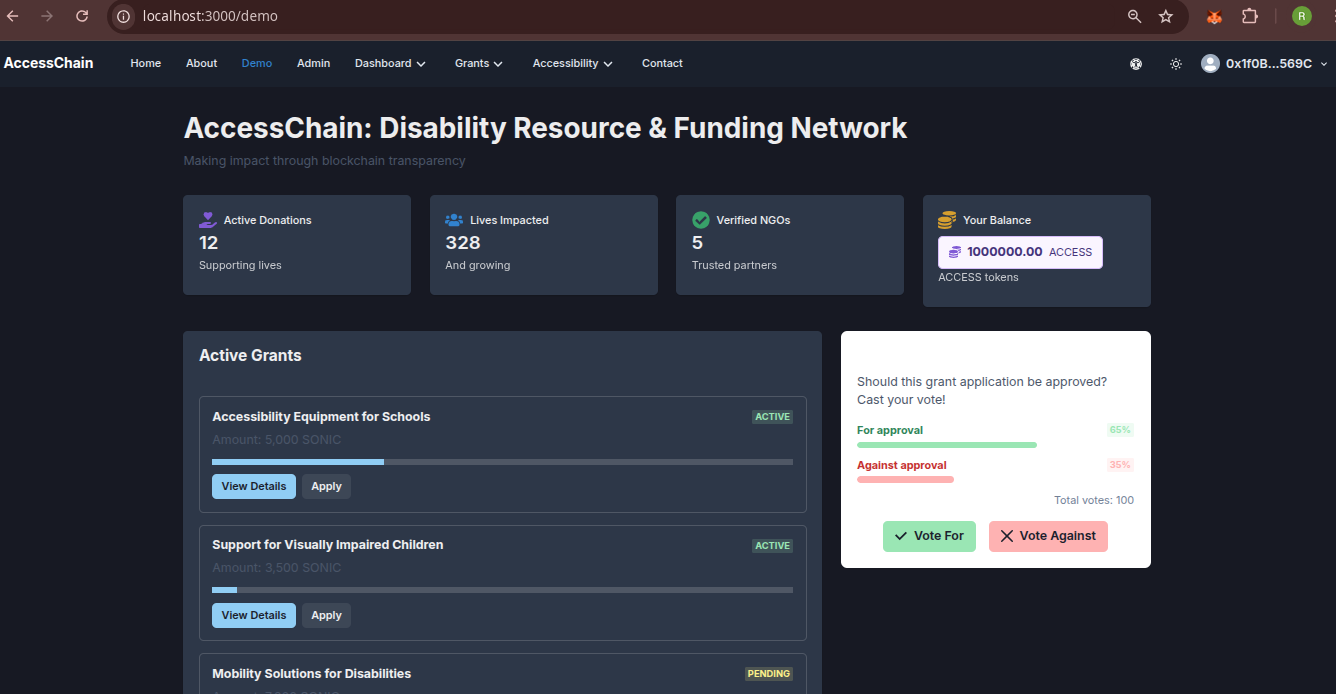 localhost:3000/demo
R
AccessChain
Home
About
Demo
Admin
Dashboard
Grants
Accessibility
Contact
0x1f0B...569C
AccessChain: Disability Resource & Funding Network
Making impact through blockchain transparency
Active Donations
12
Supporting lives
Lives Impacted
328
And growing
Verified NGOs
5
Trusted partners
Your Balance
1000000.00 ACCESS
ACCESS tokens
Active Grants
Accessibility Equipment for Schools
ACTIVE
Amount: 5,000 SONIC
View Details
Apply
Support for Visually Impaired Children
ACTIVE
Amount: 3,500 SONIC
View Details
Apply
Mobility Solutions for Disabilities
PENDING
Should this grant application be approved?
Cast your vote!
For approval
65%
Against approval
35%
Total votes: 100
Vote For
Vote Against